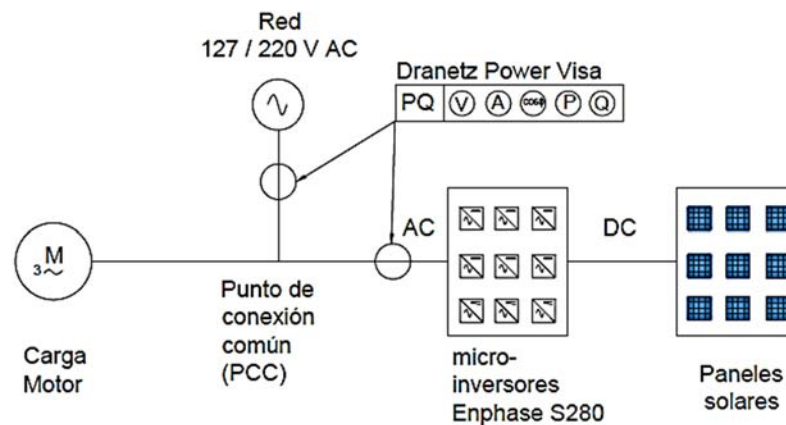 Red
127 / 220 V AC
Dranetz Power Visa
PQ V A cosφ P Q
AC
DC
3 M
Punto de
conexión
común
(PCC)
Carga
Motor
micro-
inversores
Enphase S280
Paneles
solares